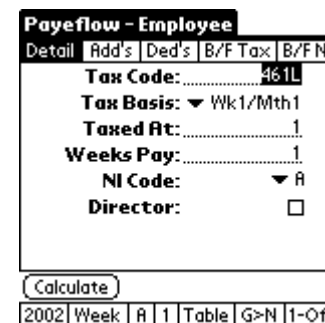 Payeflow - Employee
Detail Add's Ded's B/F Tax B/F N
Tax Code: 461L
Tax Basis: Wk1/Mth1
Taxed At: 1
Weeks Pay: 1
NI Code: A
Director:
Calculate
2002 Week A 1 Table G>N 1-Of